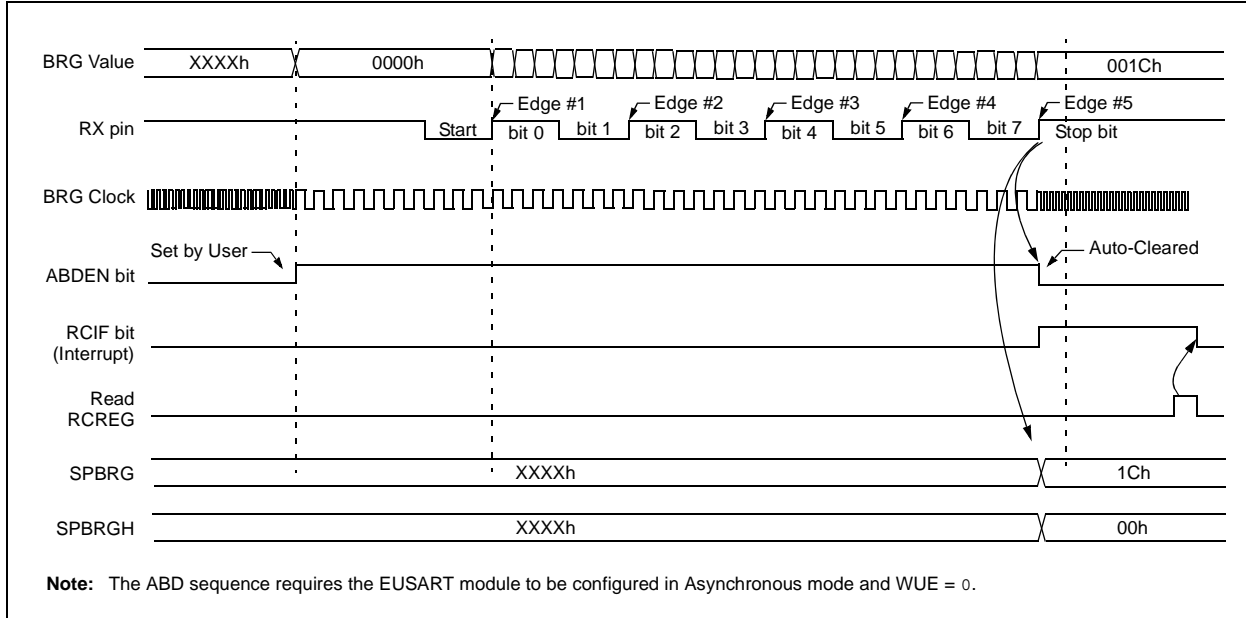 BRG Value XXXXh 0000h 001Ch
Edge #1 Edge #2 Edge #3 Edge #4 Edge #5
RX pin Start bit 0 bit 1 bit 2 bit 3 bit 4 bit 5 bit 6 bit 7 Stop bit
BRG Clock
Set by User Auto-Cleared
ABDEN bit
RCIF bit
(Interrupt)
Read
RCREG
SPBRG XXXXh 1Ch
SPBRGH XXXXh 00h
Note: The ABD sequence requires the EUSART module to be configured in Asynchronous mode and WUE = 0.